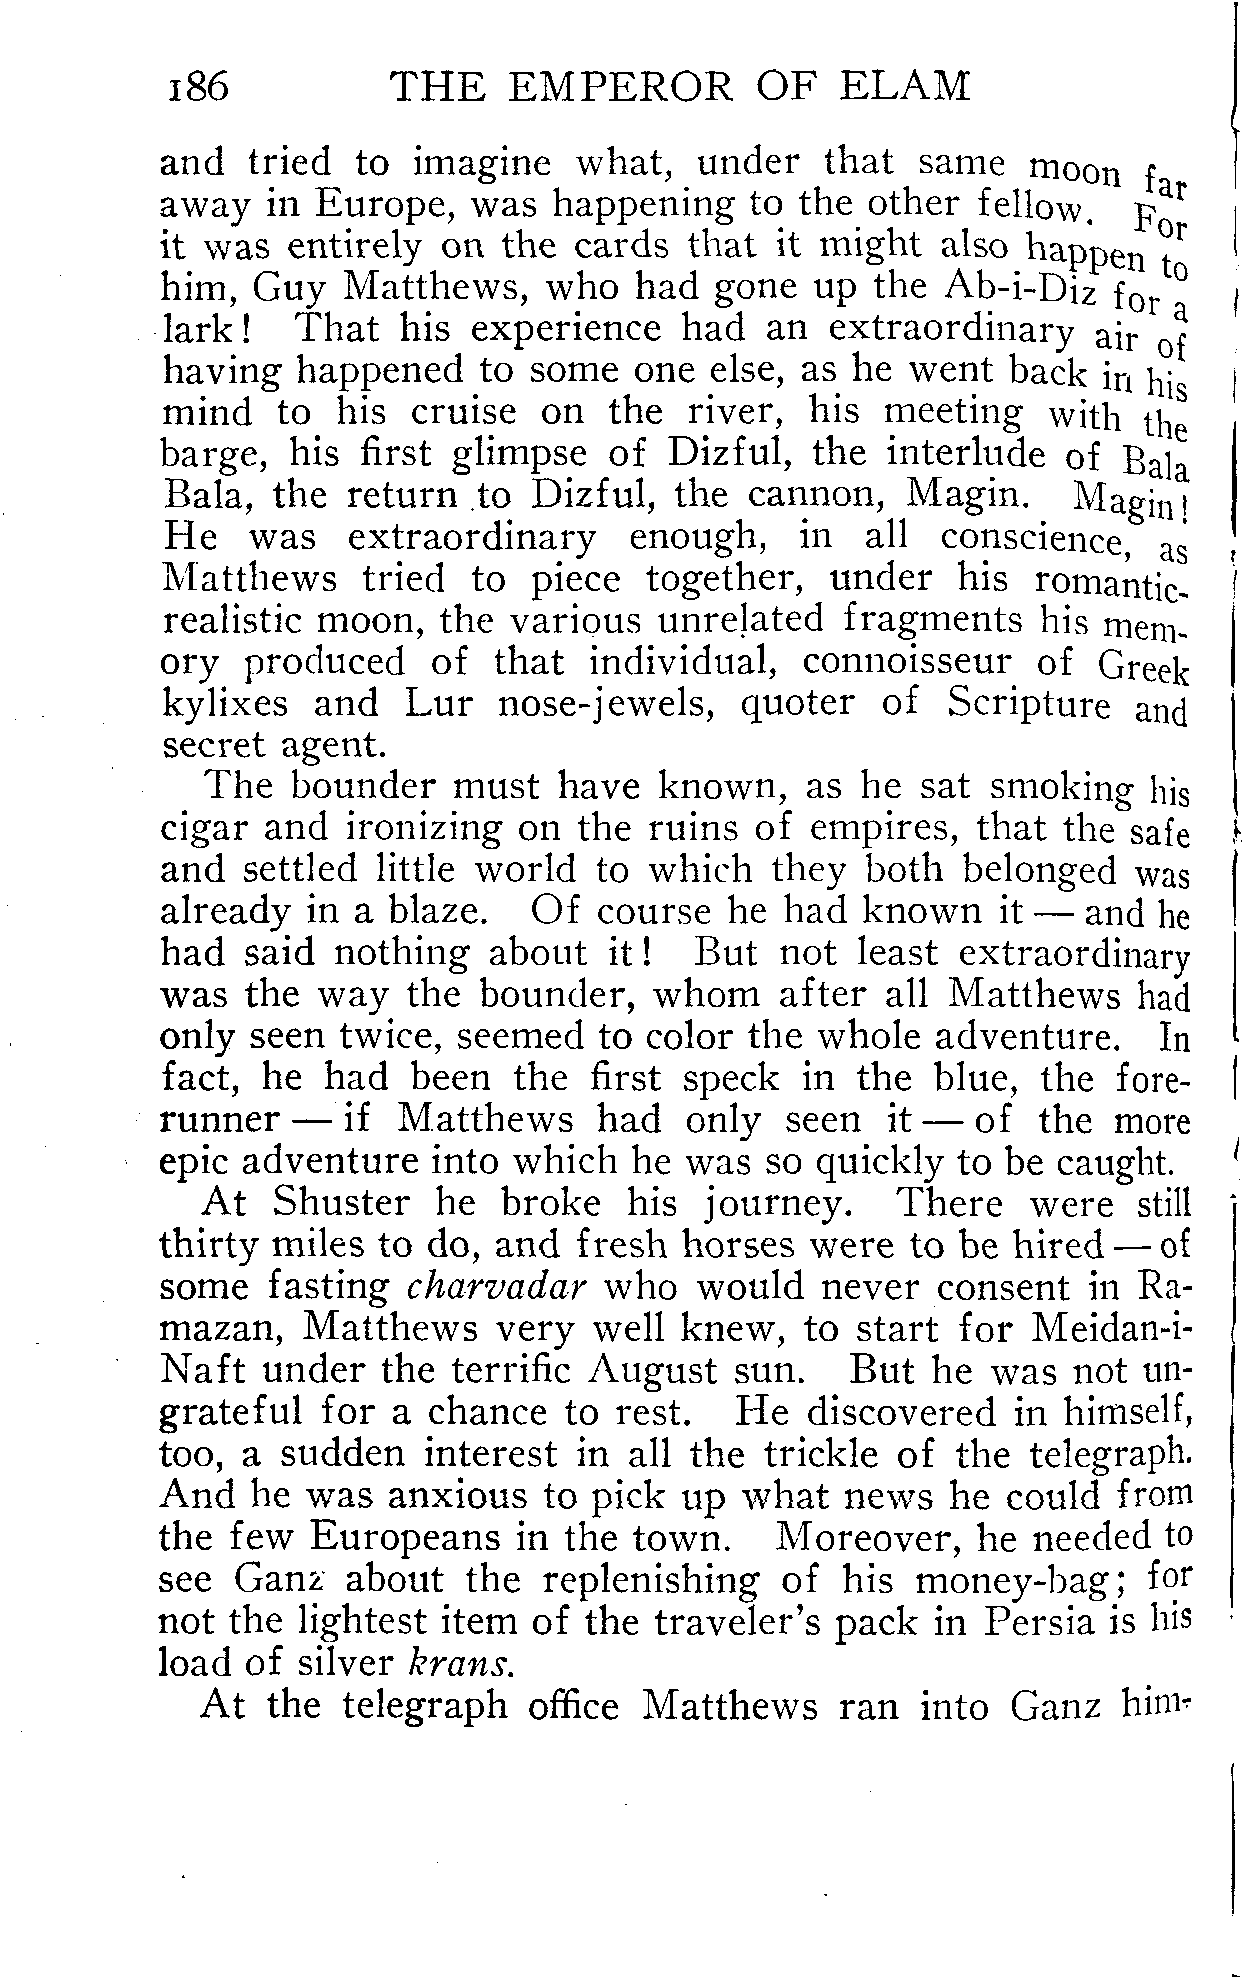 186 THE EMPEROR OF ELAM
and tried to imagine what, under that same moon far
away in Europe, was happening to the other fellow. For
it was entirely on the cards that it might also happen to
him, Guy Matthews, who had gone up the Ab-i-Diz for a
lark! That his experience had an extraordinary air of
having happened to some one else, as he went back in his
mind to his cruise on the river, his meeting with the
barge, his first glimpse of Dizful, the interlude of Bala
Bala, the return to Dizful, the cannon, Magin. Magin!
He was extraordinary enough, in all conscience, as
Matthews tried to piece together, under his romantic-
realistic moon, the various unrelated fragments his mem-
ory produced of that individual, connoisseur of Greek
kylixes and Lur nose-jewels, quoter of Scripture and
secret agent.
The bounder must have known, as he sat smoking his
cigar and ironizing on the ruins of empires, that the safe
and settled little world to which they both belonged was
already in a blaze. Of course he had known it — and he
had said nothing about it! But not least extraordinary
was the way the bounder, whom after all Matthews had
only seen twice, seemed to color the whole adventure. In
fact, he had been the first speck in the blue, the fore-
runner — if Matthews had only seen it — of the more
epic adventure into which he was so quickly to be caught.
At Shuster he broke his journey. There were still
thirty miles to do, and fresh horses were to be hired — of
some fasting charvadar who would never consent in Ra-
mazan, Matthews very well knew, to start for Meidan-i-
Naft under the terrific August sun. But he was not un-
grateful for a chance to rest. He discovered in himself,
too, a sudden interest in all the trickle of the telegraph.
And he was anxious to pick up what news he could from
the few Europeans in the town. Moreover, he needed to
see Ganz about the replenishing of his money-bag; for
not the lightest item of the traveler's pack in Persia is his
load of silver krans.
At the telegraph office Matthews ran into Ganz him-